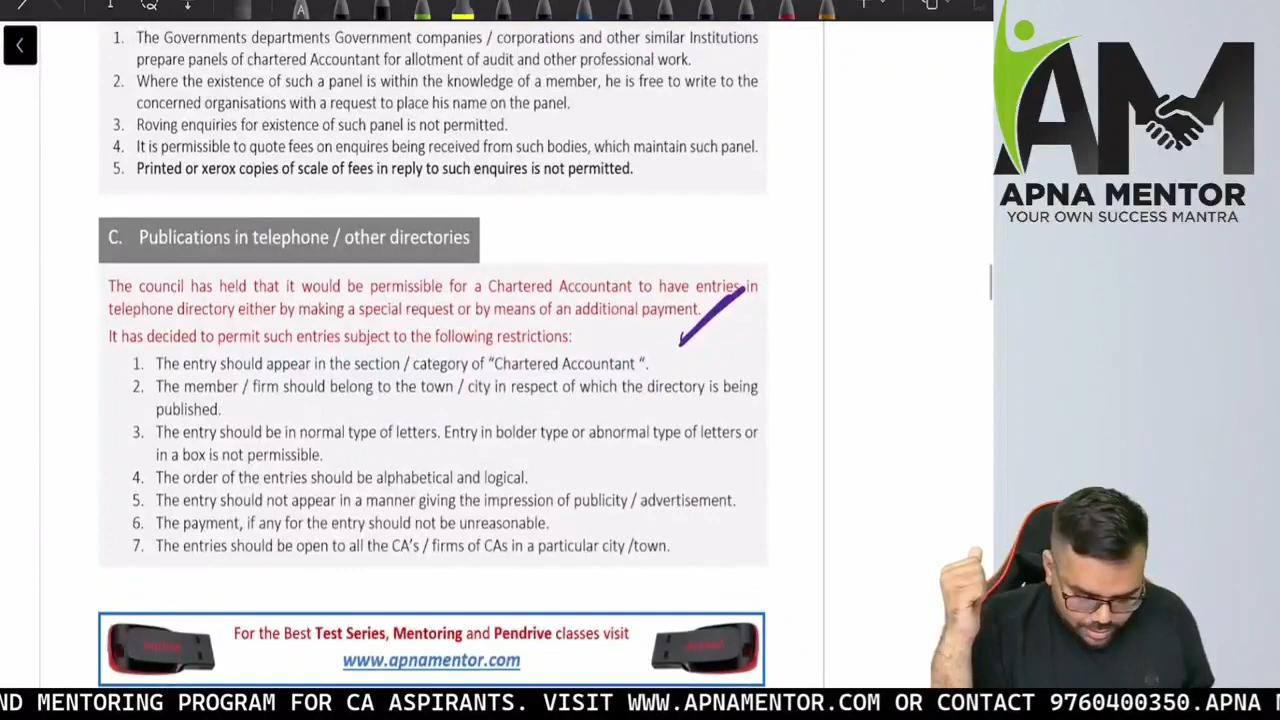 1. The Governments departments Government companies / corporations and other similar Institutions
prepare panels of chartered Accountant for allotment of audit and other professional work.
2. Where the existence of such a panel is within the knowledge of a member, he is free to write to the
concerned organisations with a request to place his name on the panel.
3. Roving enquiries for existence of such panel is not permitted.
4. It is permissible to quote fees on enquires being received from such bodies, which maintain such panel.
5. Printed or xerox copies of scale of fees in reply to such enquires is not permitted.
C. Publications in telephone / other directories
The council has held that it would be permissible for a Chartered Accountant to have entries in
telephone directory either by making a special request or by means of an additional payment.
It has decided to permit such entries subject to the following restrictions:
1. The entry should appear in the section / category of "Chartered Accountant ".
2. The member / firm should belong to the town / city in respect of which the directory is being
published.
3. The entry should be in normal type of letters. Entry in bolder type or abnormal type of letters or
in a box is not permissible.
4. The order of the entries should be alphabetical and logical.
5. The entry should not appear in a manner giving the impression of publicity / advertisement.
6. The payment, if any for the entry should not be unreasonable.
7. The entries should be open to all the CA's / firms of CAs in a particular city /town.
For the Best Test Series, Mentoring and Pendrive classes visit
www.apnamentor.com
AM
APNA MENTOR
YOUR OWN SUCCESS MANTRA
ND MENTORING PROGRAM FOR CA ASPIRANTS. VISIT WWW.APNAMENTOR.COM OR CONTACT 9760400350.APNA